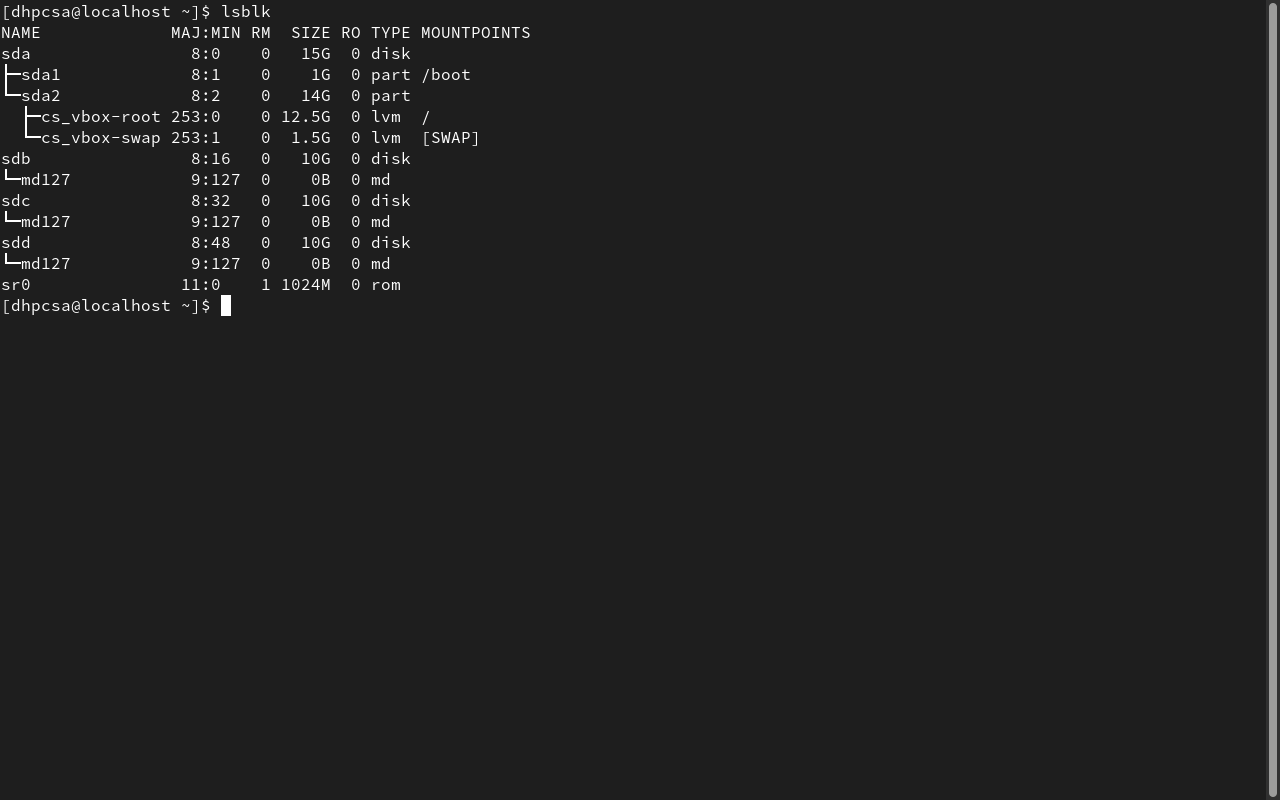 [dhpcsa@localhost ~]$ lsblk
NAME             MAJ:MIN RM  SIZE RO TYPE MOUNTPOINTS
sda                8:0    0   15G  0 disk
├─sda1             8:1    0    1G  0 part /boot
└─sda2             8:2    0   14G  0 part
  ├─cs_vbox-root 253:0    0 12.5G  0 lvm  /
  └─cs_vbox-swap 253:1    0  1.5G  0 lvm  [SWAP]
sdb                8:16   0   10G  0 disk
└─md127            9:127  0    0B  0 md
sdc                8:32   0   10G  0 disk
└─md127            9:127  0    0B  0 md
sdd                8:48   0   10G  0 disk
└─md127            9:127  0    0B  0 md
sr0               11:0    1 1024M  0 rom
[dhpcsa@localhost ~]$